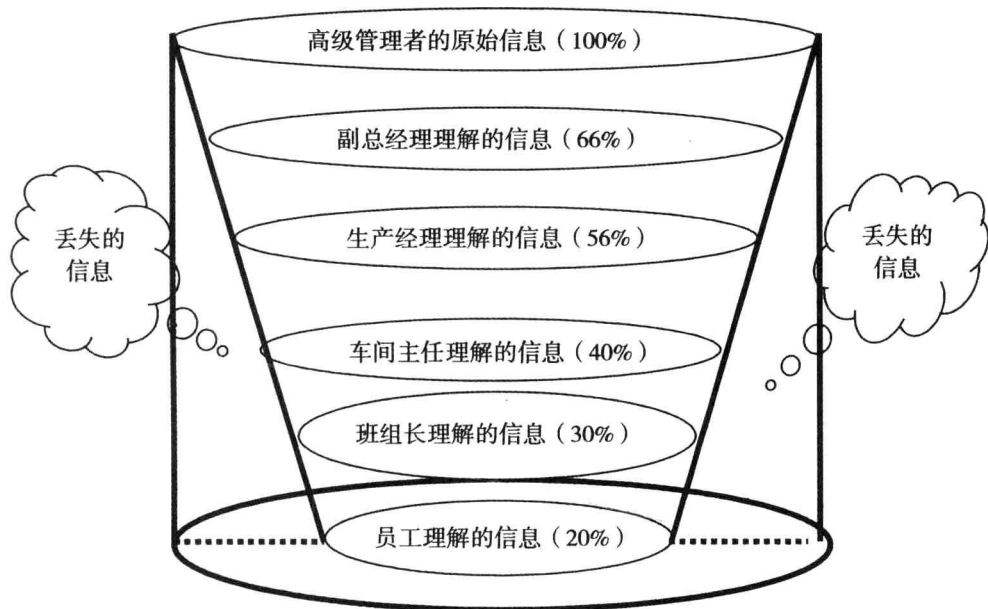 高级管理者的原始信息（100%）
副总经理理解的信息（66%）
丢失的
信息
生产经理理解的信息（56%）
丢失的
信息
车间主任理解的信息（40%）
班组长理解的信息（30%）
员工理解的信息（20%）